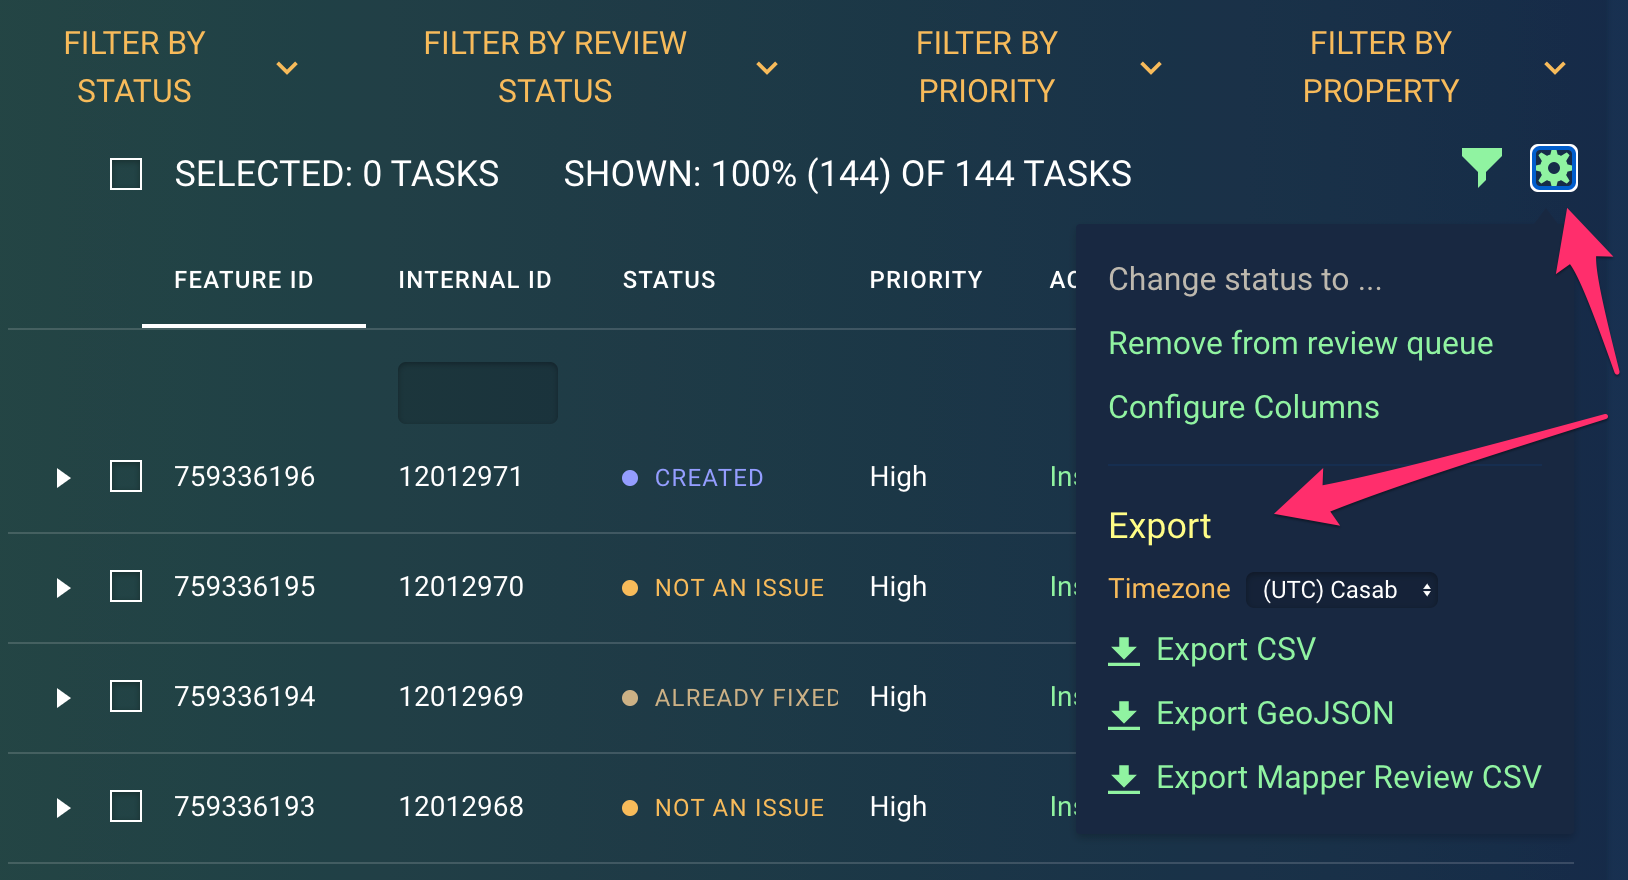 FILTER BY STATUS
FILTER BY REVIEW STATUS
FILTER BY PRIORITY
FILTER BY PROPERTY
SELECTED: 0 TASKS
SHOWN: 100% (144) OF 144 TASKS
FEATURE ID
INTERNAL ID
STATUS
PRIORITY
AC
759336196 12012971 CREATED High Ins
759336195 12012970 NOT AN ISSUE High Ins
759336194 12012969 ALREADY FIXED High Ins
759336193 12012968 NOT AN ISSUE High Ins
Change status to ...
Remove from review queue
Configure Columns
Export
Timezone (UTC) Casab
Export CSV
Export GeoJSON
Export Mapper Review CSV